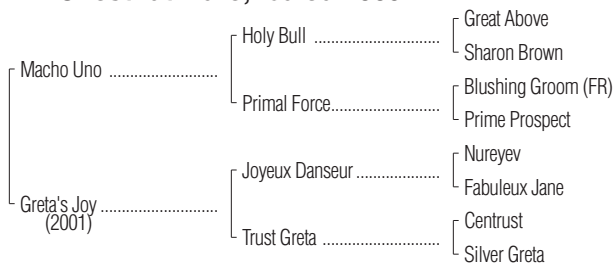 Great Above
Holy Bull
Sharon Brown
Macho Uno
Blushing Groom (FR)
Primal Force
Prime Prospect
Nureyev
Joyeux Danseur
Fabuleux Jane
Greta's Joy
(2001)
Centrust
Trust Greta
Silver Greta